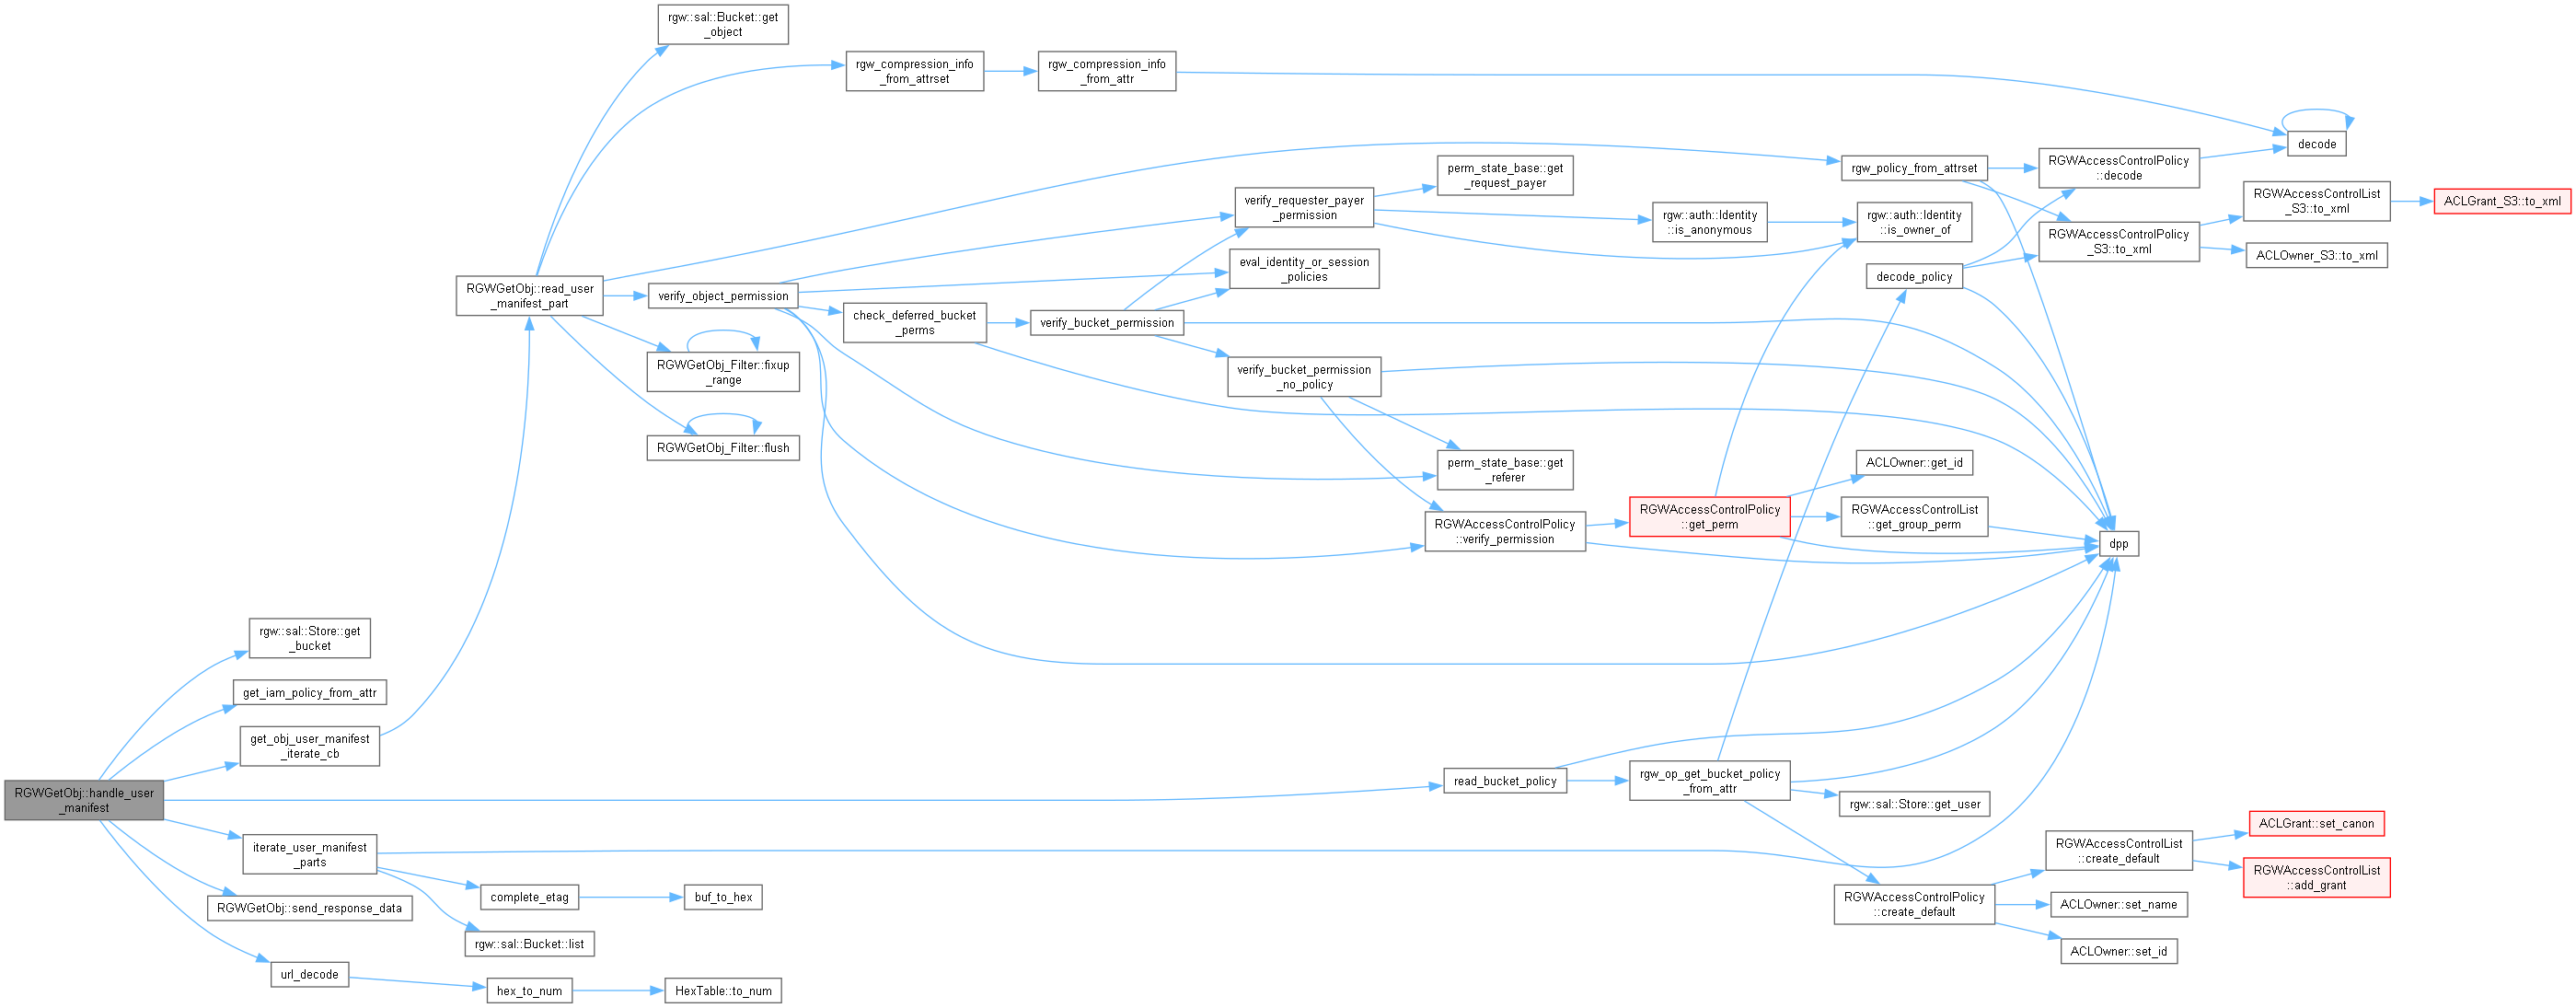 rgw::sal::Bucket::get
_object
rgw_compression_info
_from_attrset
rgw_compression_info
_from_attr
decode
perm_state_base::get
_request_payer
rgw_policy_from_attrset
RGWAccessControlPolicy
::decode
RGWAccessControlList
_S3::to_xml
ACLGrant_S3::to_xml
verify_requester_payer
_permission
rgw::auth::Identity
::is_anonymous
rgw::auth::Identity
::is_owner_of
RGWAccessControlPolicy
_S3::to_xml
ACLOwner_S3::to_xml
eval_identity_or_session
_policies
decode_policy
RGWGetObj::read_user
_manifest_part
verify_object_permission
check_deferred_bucket
_perms
verify_bucket_permission
RGWGetObj_Filter::fixup
_range
verify_bucket_permission
_no_policy
RGWGetObj_Filter::flush
perm_state_base::get
_referer
ACLOwner::get_id
RGWAccessControlPolicy
::verify_permission
RGWAccessControlPolicy
::get_perm
RGWAccessControlList
::get_group_perm
dpp
rgw::sal::Store::get
_bucket
get_iam_policy_from_attr
get_obj_user_manifest
_iterate_cb
RGWGetObj::handle_user
_manifest
read_bucket_policy
rgw_op_get_bucket_policy
_from_attr
rgw::sal::Store::get_user
iterate_user_manifest
_parts
ACLGrant::set_canon
RGWAccessControlList
::create_default
RGWAccessControlList
::add_grant
complete_etag
buf_to_hex
RGWGetObj::send_response_data
RGWAccessControlPolicy
::create_default
ACLOwner::set_name
rgw::sal::Bucket::list
ACLOwner::set_id
url_decode
hex_to_num
HexTable::to_num